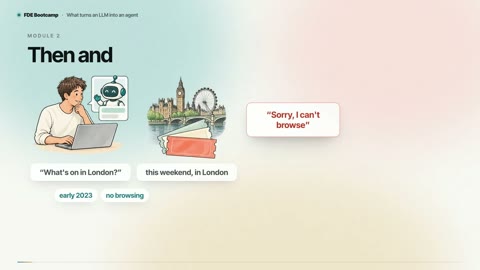 FDE Bootcamp · What turns an LLM into an agent
MODULE 2
Then and
"Sorry, I can't
browse"
"What's on in London?"
this weekend, in London
early 2023
no browsing